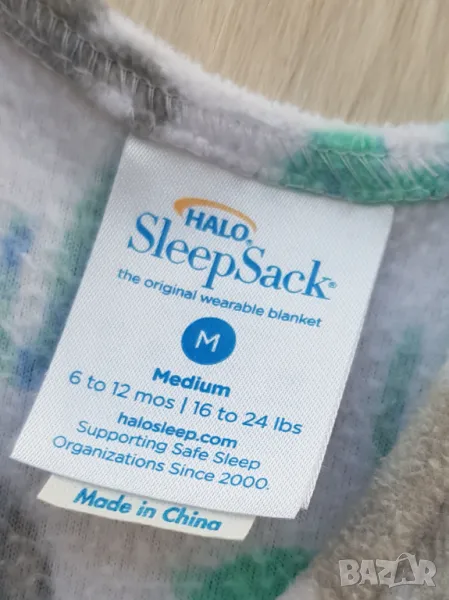 HALO®
SleepSack®
the original wearable blanket
M
Medium
6 to 12 mos | 16 to 24 lbs
halosleep.com
Supporting Safe Sleep
Organizations Since 2000.
Made in China
BAZAR